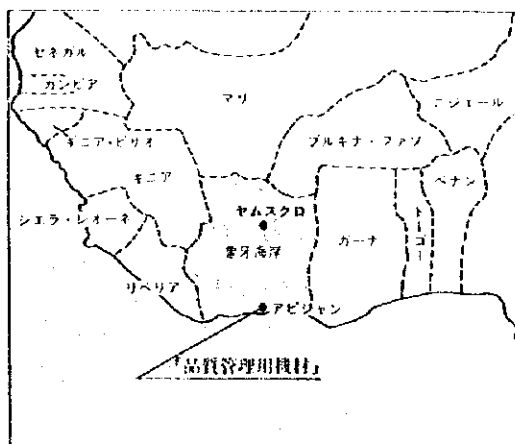 セネガル
ガンビア
マリ
ニジェール
ギニア・ビサオ
ブルキナ・ファソ
ギニア
ベナン
シエラ・レオーネ
ヤムスクロ
トーゴー
ガーナ
象牙海岸
リベリア
アビジャン
「品質管理用機材」